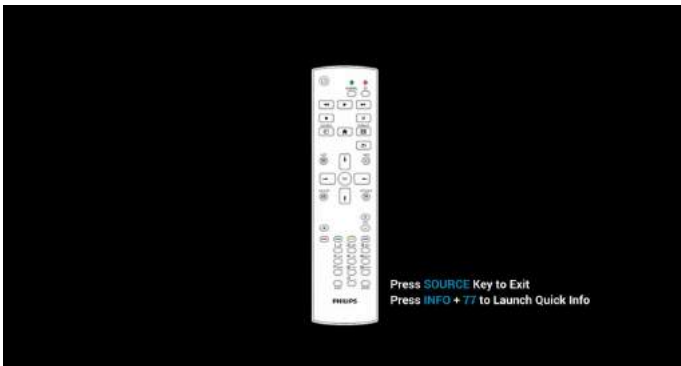 Press SOURCE Key to Exit
Press INFO + 77 to Launch Quick Info
PHILIPS